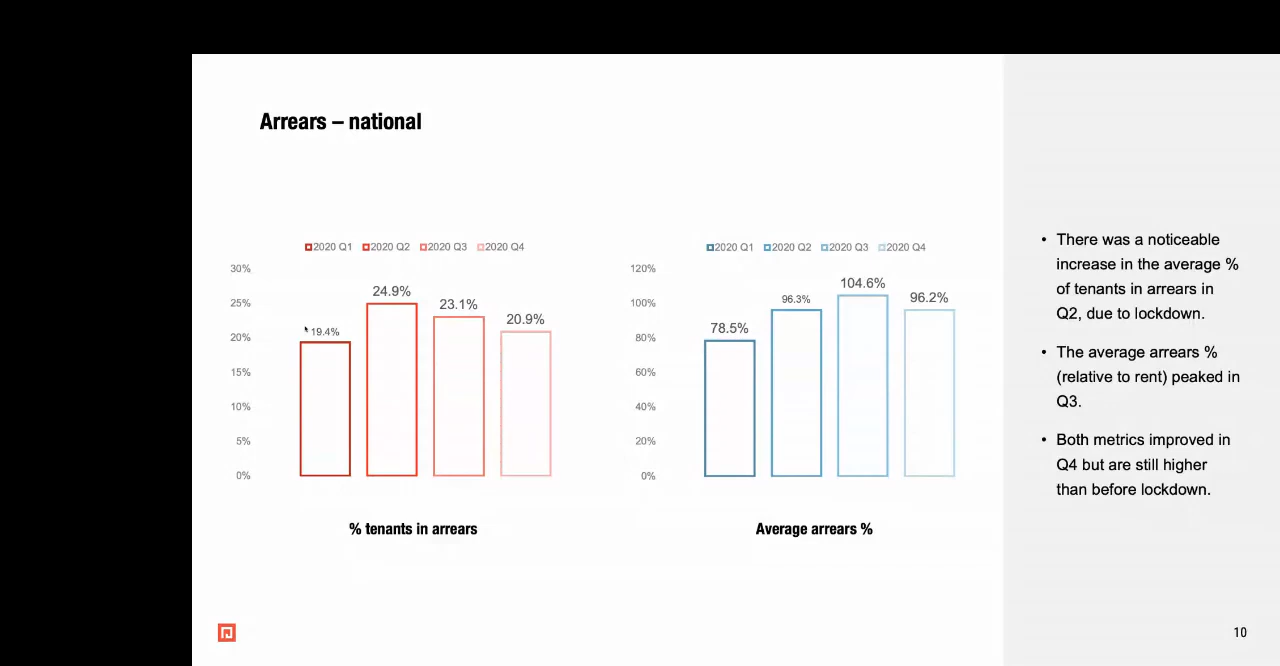 Arrears – national
2020 Q1 2020 Q2 2020 Q3 2020 Q4
30%
25%
20%
15%
10%
5%
0%
19.4%
24.9%
23.1%
20.9%
% tenants in arrears
2020 Q1 2020 Q2 2020 Q3 2020 Q4
120%
100%
80%
60%
40%
20%
0%
78.5%
96.3%
104.6%
96.2%
Average arrears %
• There was a noticeable
increase in the average %
of tenants in arrears in
Q2, due to lockdown.
• The average arrears %
(relative to rent) peaked in
Q3.
• Both metrics improved in
Q4 but are still higher
than before lockdown.
10